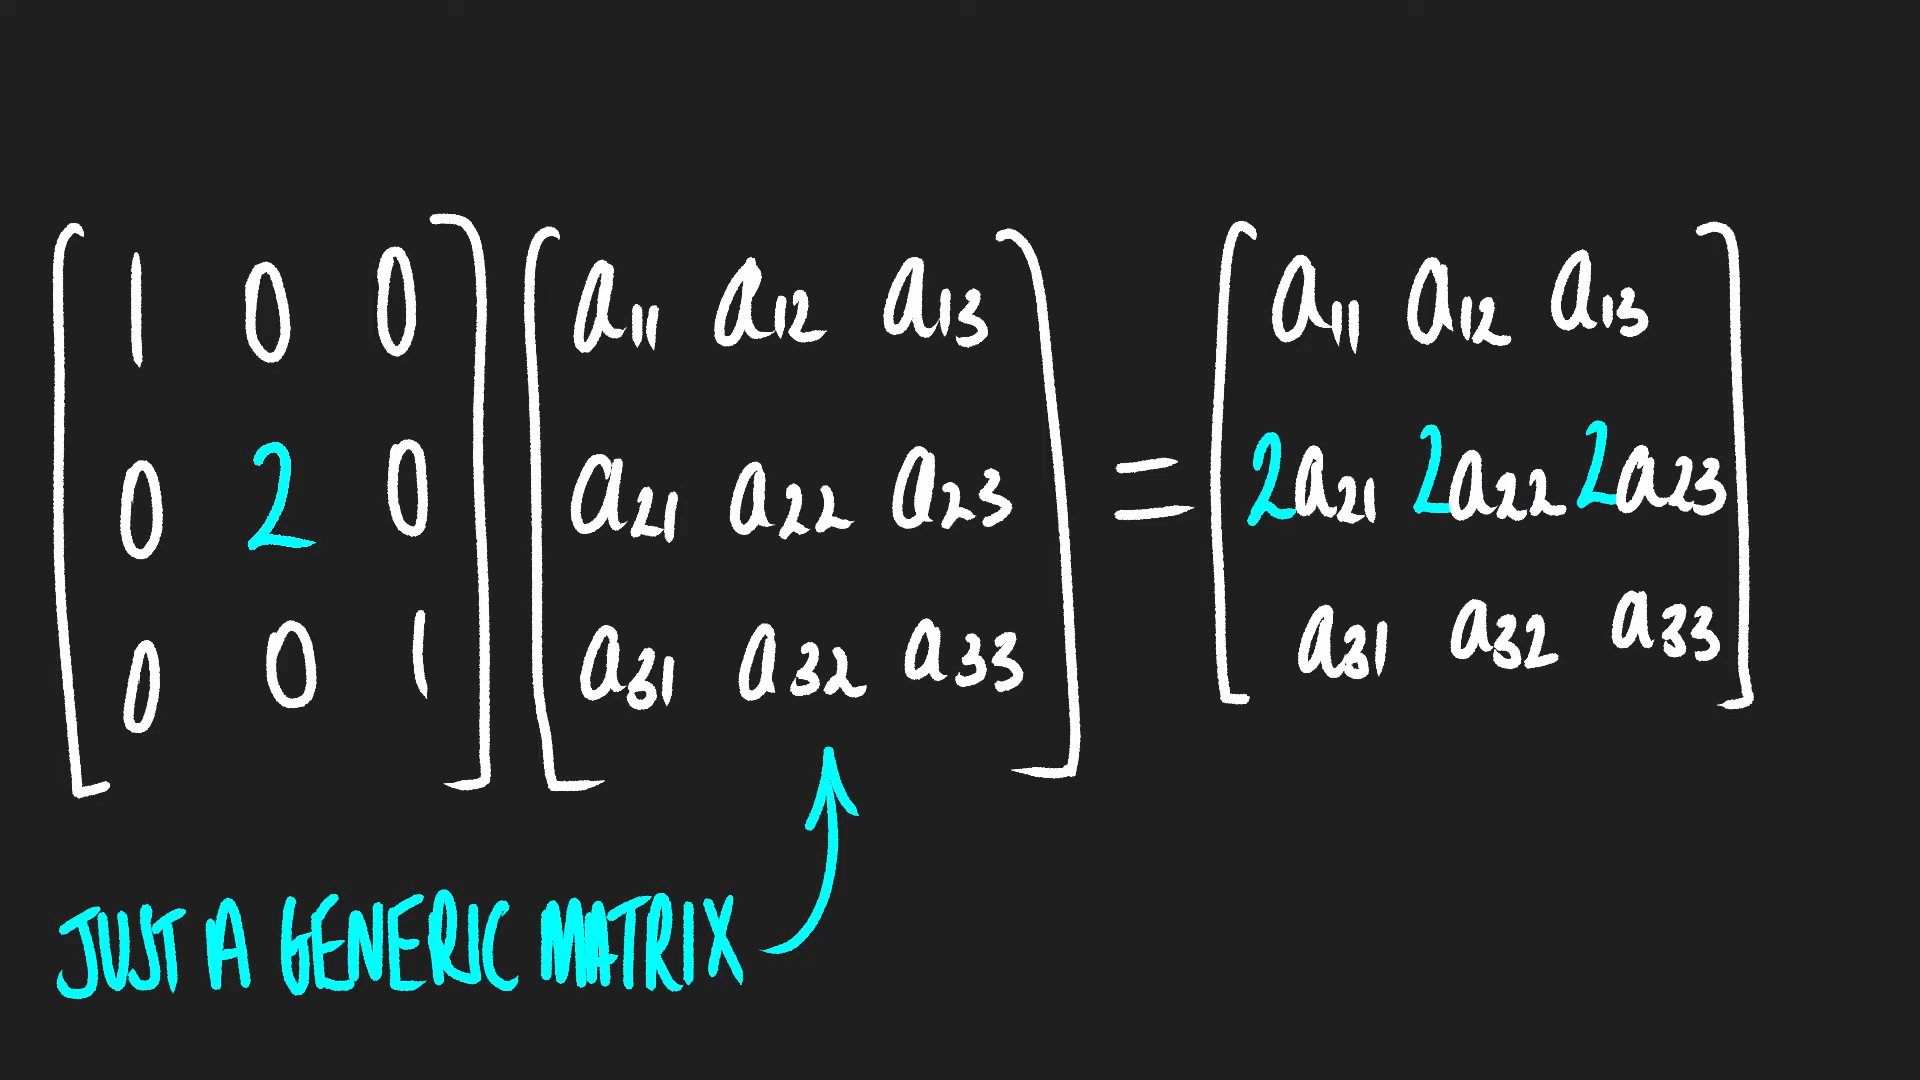 1 0 0 a11 a12 a13 a11 a12 a13
0 2 0 a21 a22 a23 = 2a21 2a22 2a23
0 0 1 a31 a32 a33 a31 a32 a33
JUST A GENERIC MATRIX